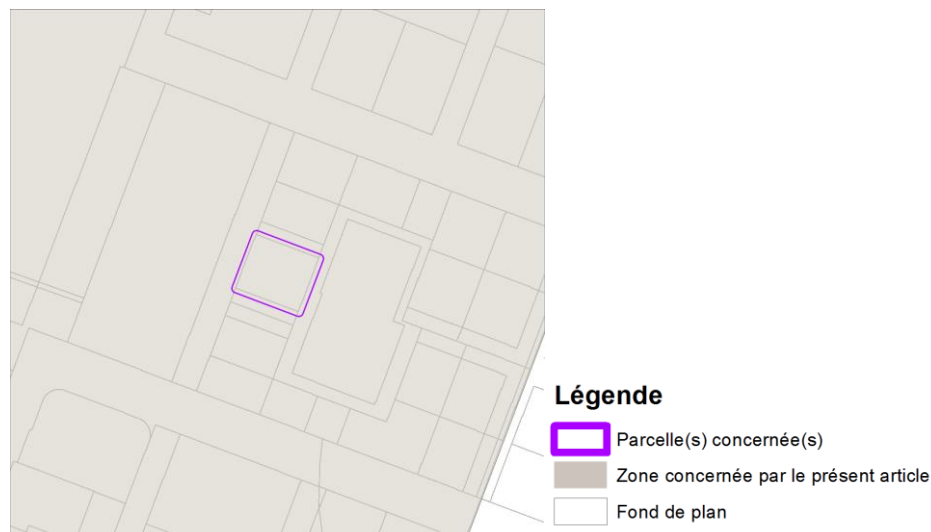 Légende
Parcelle(s) concernée(s)
Zone concernée par le présent article
Fond de plan